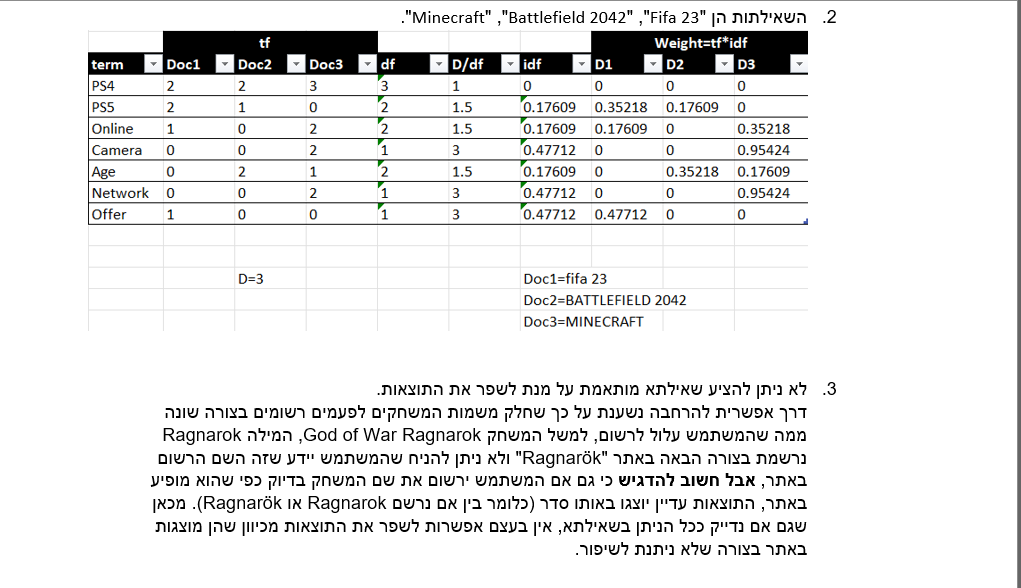 2. השאילתות הן "Fifa 23", "Battlefield 2042", "Minecraft".
tf Weight=tf*idf
term Doc1 Doc2 Doc3 df D/df idf D1 D2 D3
PS4 2 2 3 3 1 0 0 0 0
PS5 2 1 0 2 1.5 0.17609 0.35218 0.17609 0
Online 1 0 2 2 1.5 0.17609 0.17609 0 0.35218
Camera 0 0 2 1 3 0.47712 0 0 0.95424
Age 0 2 1 2 1.5 0.17609 0 0.35218 0.17609
Network 0 0 2 1 3 0.47712 0 0 0.95424
Offer 1 0 0 1 3 0.47712 0.47712 0 0
D=3 Doc1=fifa 23
Doc2=BATTLEFIELD 2042
Doc3=MINECRAFT
3. לא ניתן להציע שאילתא מותאמת על מנת לשפר את התוצאות.
דרך אפשרית להרחבה נשענת על כך שחלק משמות המשחקים לפעמים רשומים בצורה שונה
ממה שהמשתמש עלול לרשום, למשל המשחק God of War Ragnarok, המילה Ragnarok
נרשמת בצורה הבאה באתר "Ragnarök" ולא ניתן להניח שהמשתמש יידע שזה השם הרשום
באתר, אבל חשוב להדגיש כי גם אם המשתמש ירשום את שם המשחק בדיוק כפי שהוא מופיע
באתר, התוצאות עדיין יוצגו באותו סדר (כלומר בין אם נרשם Ragnarok או Ragnarök). מכאן
שגם אם נדייק ככל הניתן בשאילתא, אין בעצם אפשרות לשפר את התוצאות מכיוון שהן מוצגות
באתר בצורה שלא ניתנת לשיפור.